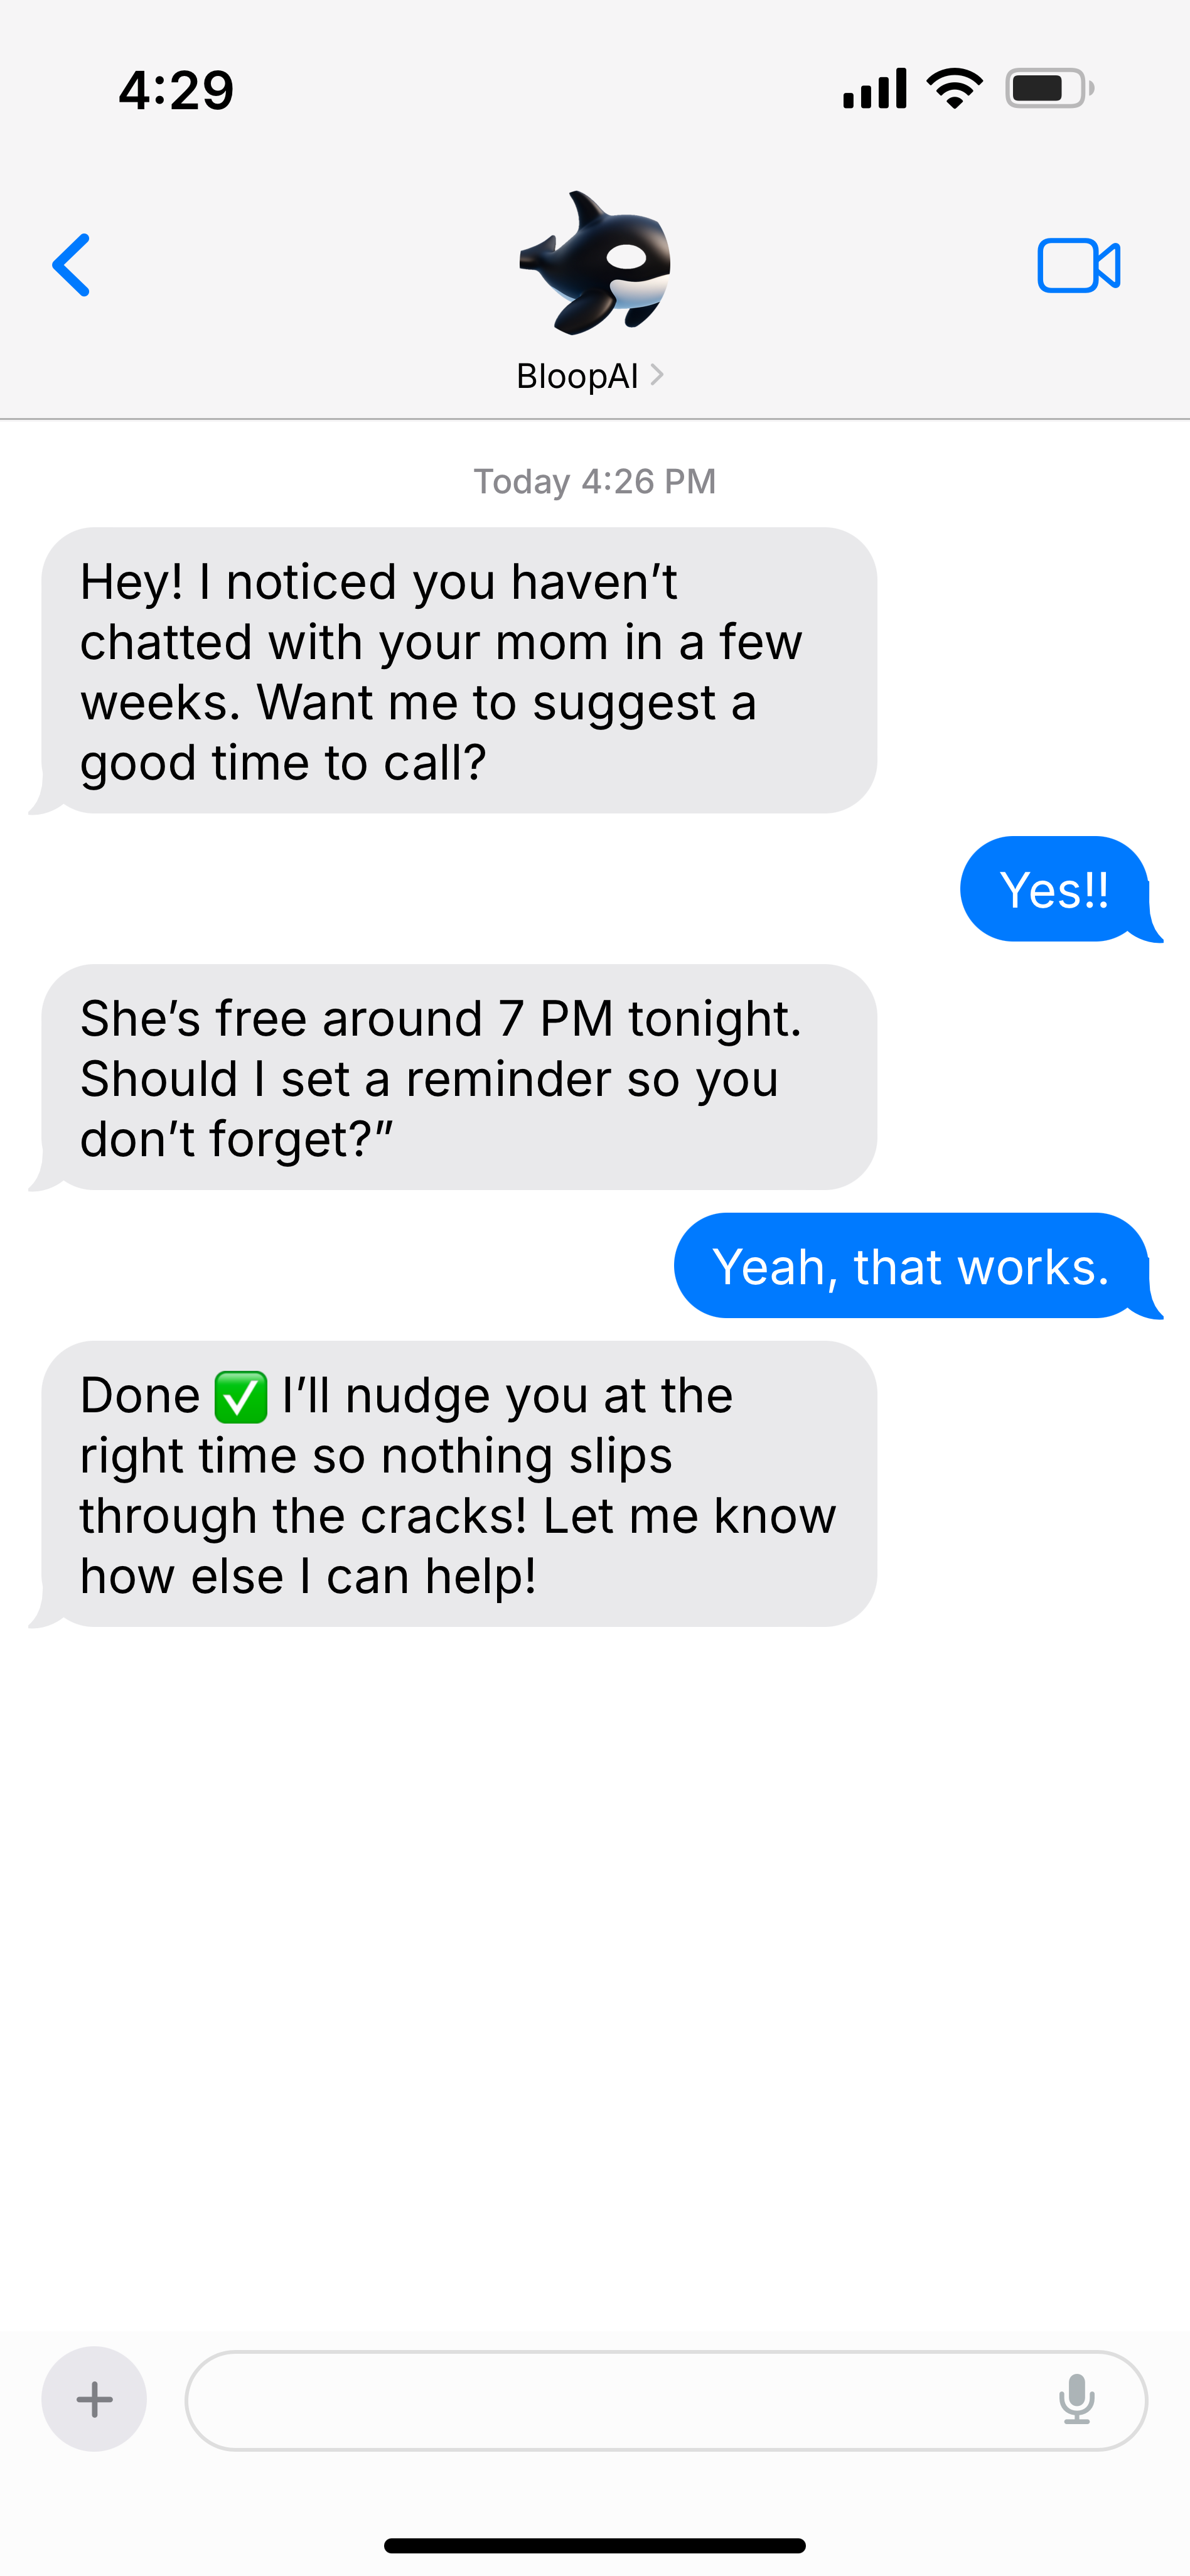 4:29
BloopAI
Today 4:26 PM
Hey! I noticed you haven’t
chatted with your mom in a few
weeks. Want me to suggest a
good time to call?
Yes!!
She’s free around 7 PM tonight.
Should I set a reminder so you
don’t forget?”
Yeah, that works.
Done ✅ I’ll nudge you at the
right time so nothing slips
through the cracks! Let me know
how else I can help!